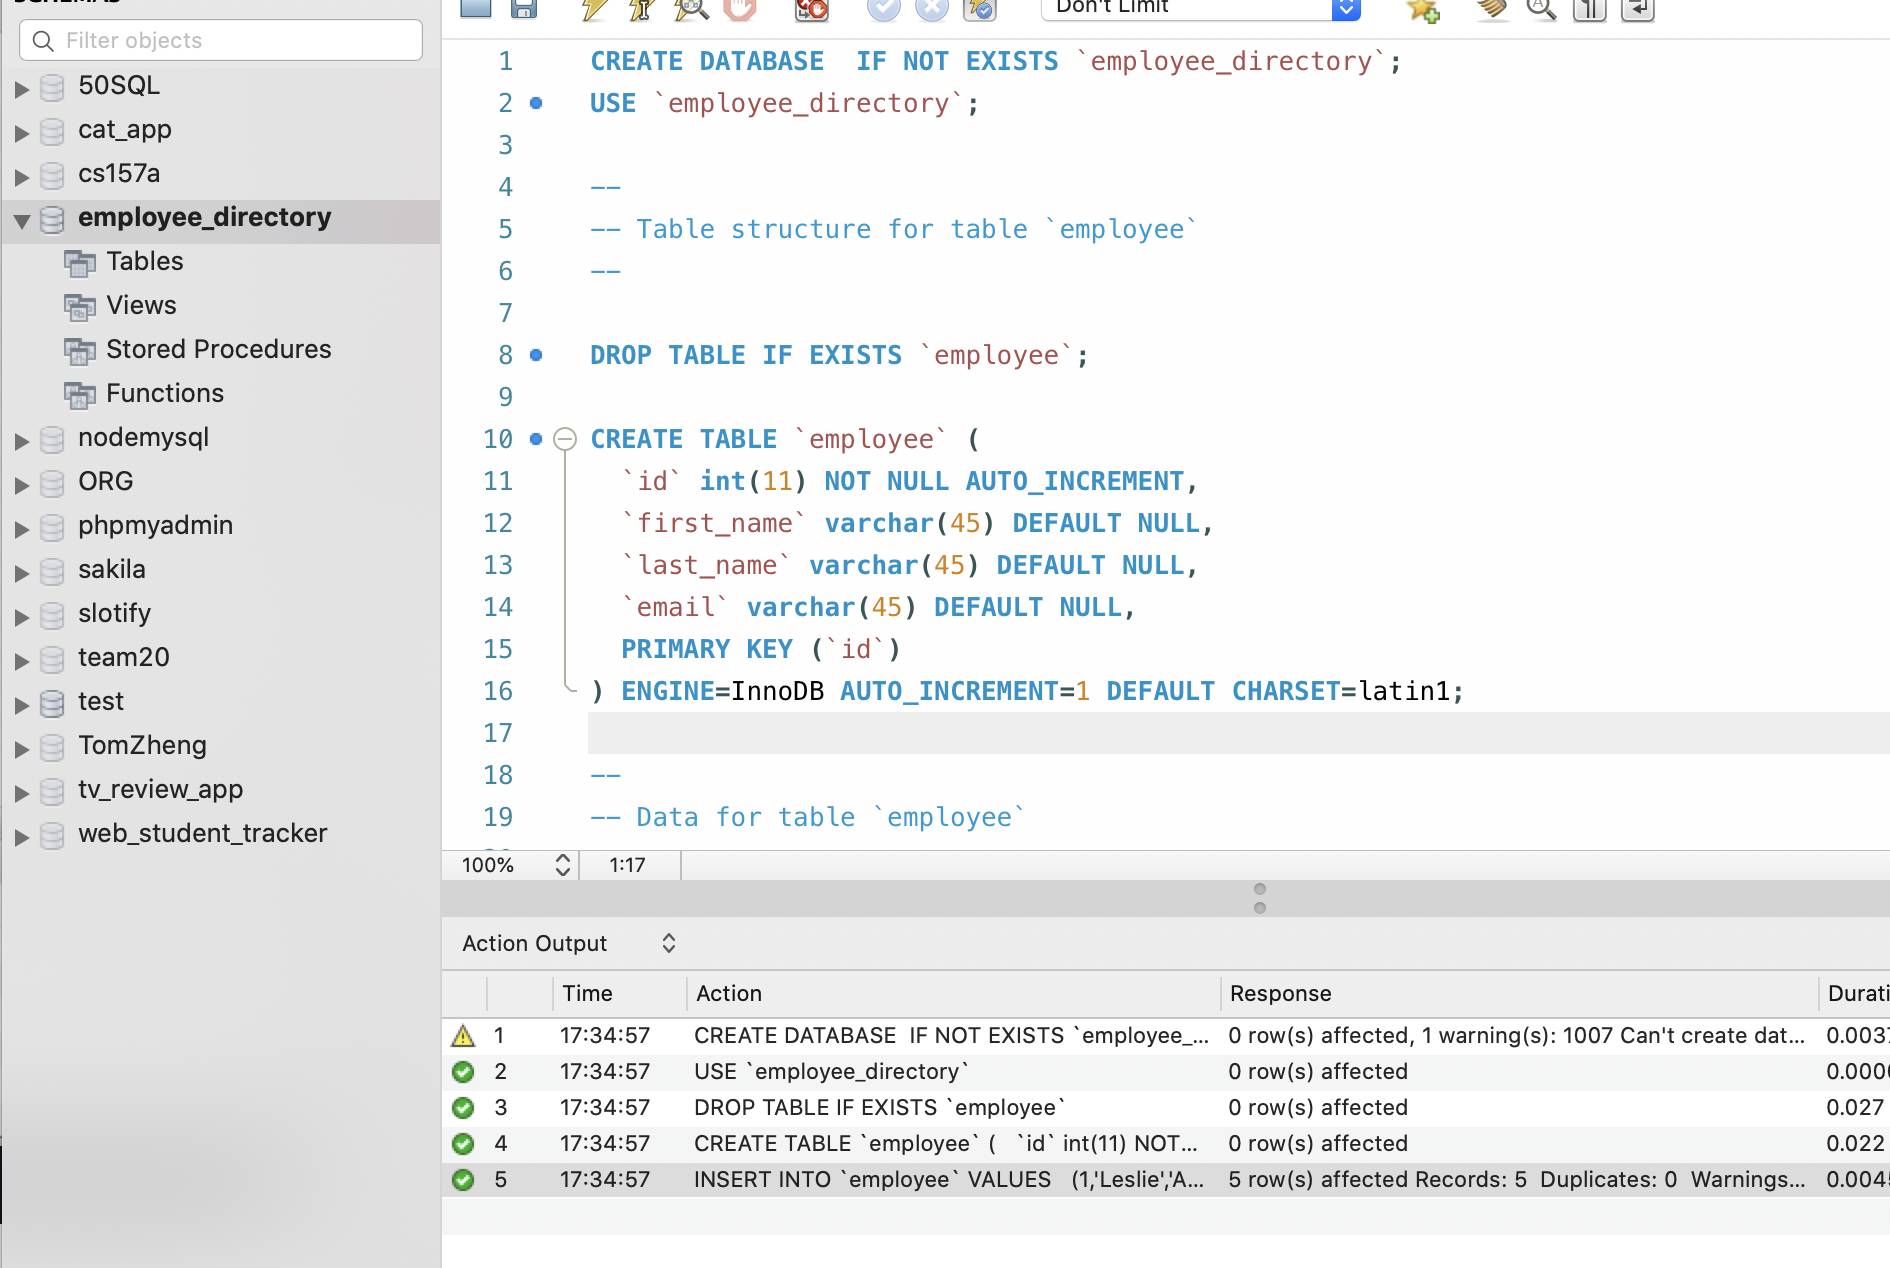 SCHEMAS
Filter objects
50SQL
cat_app
cs157a
employee_directory
Tables
Views
Stored Procedures
Functions
nodemysql
ORG
phpmyadmin
sakila
slotify
team20
test
TomZheng
tv_review_app
web_student_tracker
Don't Limit
1 CREATE DATABASE  IF NOT EXISTS `employee_directory`;
2 USE `employee_directory`;
3
4 --
5 -- Table structure for table `employee`
6 --
7
8 DROP TABLE IF EXISTS `employee`;
9
10 CREATE TABLE `employee` (
11   `id` int(11) NOT NULL AUTO_INCREMENT,
12   `first_name` varchar(45) DEFAULT NULL,
13   `last_name` varchar(45) DEFAULT NULL,
14   `email` varchar(45) DEFAULT NULL,
15   PRIMARY KEY (`id`)
16 ) ENGINE=InnoDB AUTO_INCREMENT=1 DEFAULT CHARSET=latin1;
17
18 --
19 -- Data for table `employee`
100% 1:17
Action Output
Time Action Response Durati
1 17:34:57 CREATE DATABASE  IF NOT EXISTS `employee_... 0 row(s) affected, 1 warning(s): 1007 Can't create dat... 0.0037
2 17:34:57 USE `employee_directory` 0 row(s) affected 0.000
3 17:34:57 DROP TABLE IF EXISTS `employee` 0 row(s) affected 0.027
4 17:34:57 CREATE TABLE `employee` (   `id` int(11) NOT... 0 row(s) affected 0.022
5 17:34:57 INSERT INTO `employee` VALUES   (1,'Leslie','A... 5 row(s) affected Records: 5  Duplicates: 0  Warnings... 0.004